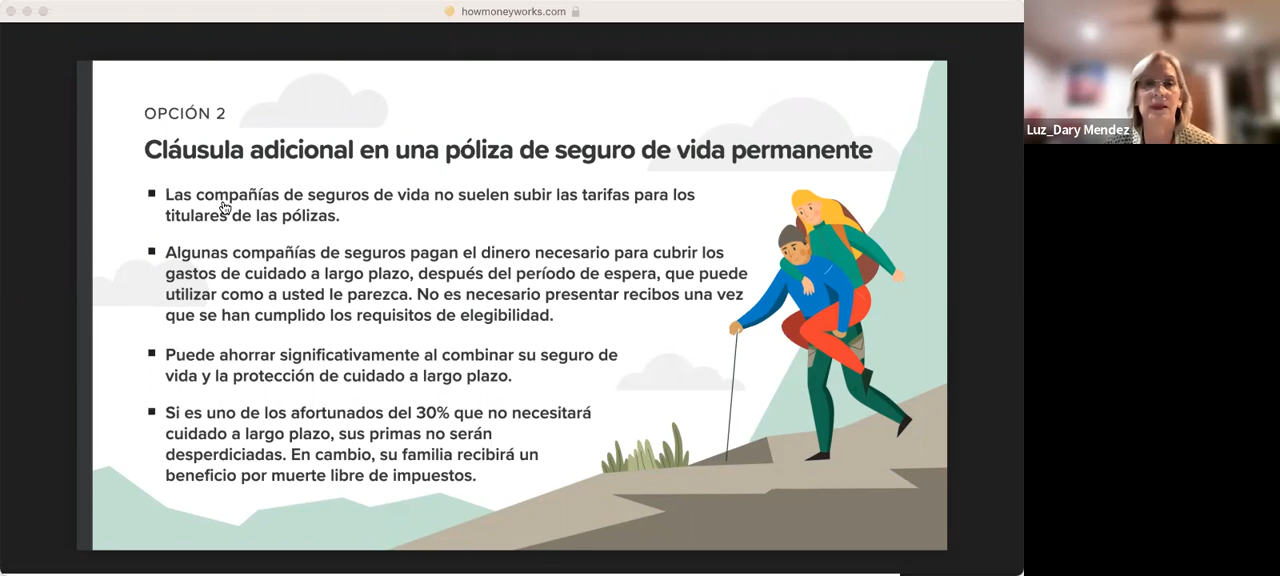 howmoneyworks.com
OPCIÓN 2
Cláusula adicional en una póliza de seguro de vida permanente
Las compañías de seguros de vida no suelen subir las tarifas para los
titulares de las pólizas.
Algunas compañías de seguros pagan el dinero necesario para cubrir los
gastos de cuidado a largo plazo, después del período de espera, que puede
utilizar como a usted le parezca. No es necesario presentar recibos una vez
que se han cumplido los requisitos de elegibilidad.
Puede ahorrar significativamente al combinar su seguro de
vida y la protección de cuidado a largo plazo.
Si es uno de los afortunados del 30% que no necesitará
cuidado a largo plazo, sus primas no serán
desperdiciadas. En cambio, su familia recibirá un
beneficio por muerte libre de impuestos.
Luz_Dary Mendez